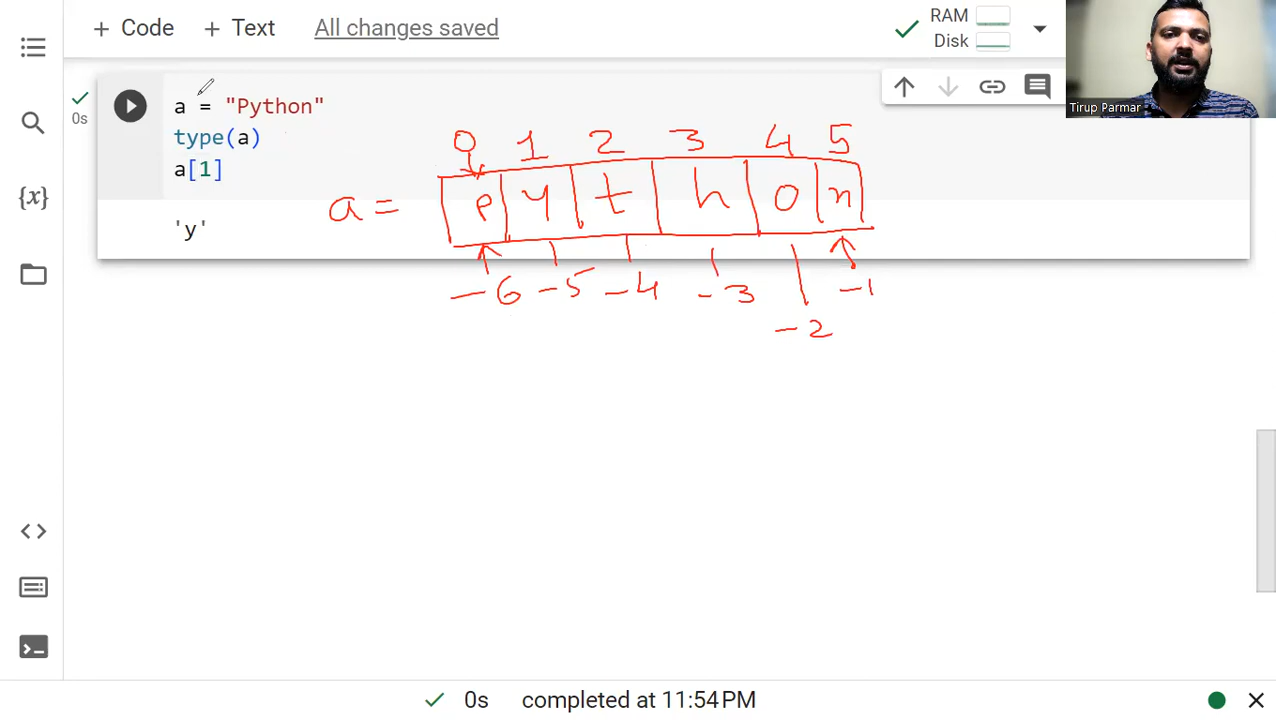 + Code + Text All changes saved
RAM
Disk
Tirup Parmar
{x}
0s
a = "Python"
type(a)
a[1]
'y'
0 1 2 3 4 5
a = p y t h o n
-6 -5 -4 -3 -2 -1
0s completed at 11:54 PM